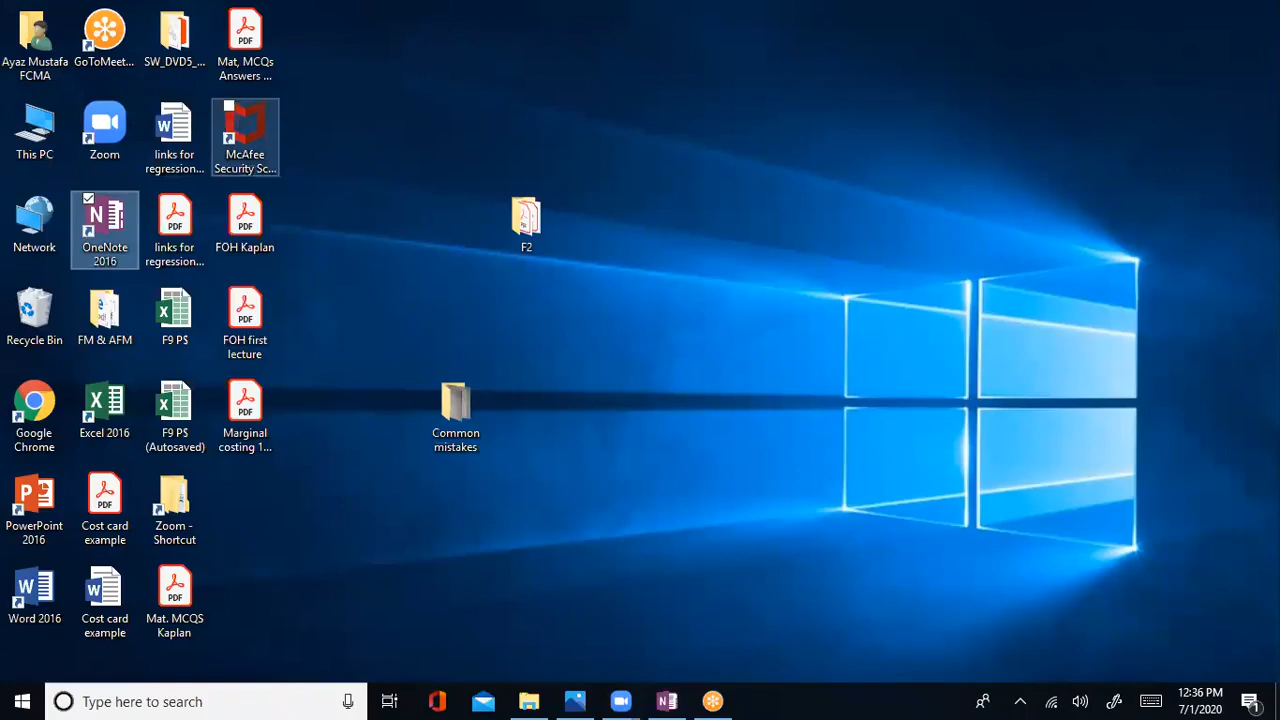 Ayaz Mustafa
FCMA
GoToMeet...
SW_DVD5_...
Mat, MCQs
Answers ...
This PC
Zoom
links for
regression...
McAfee
Security Sc...
Network
OneNote
2016
links for
regression...
FOH Kaplan
F2
Recycle Bin
FM & AFM
F9 P$
FOH first
lecture
Google
Chrome
Excel 2016
F9 P$
(Autosaved)
Marginal
costing 1...
Common
mistakes
PowerPoint
2016
Cost card
example
Zoom -
Shortcut
Word 2016
Cost card
example
Mat. MCQS
Kaplan
Type here to search
12:36 PM
7/1/2020
1